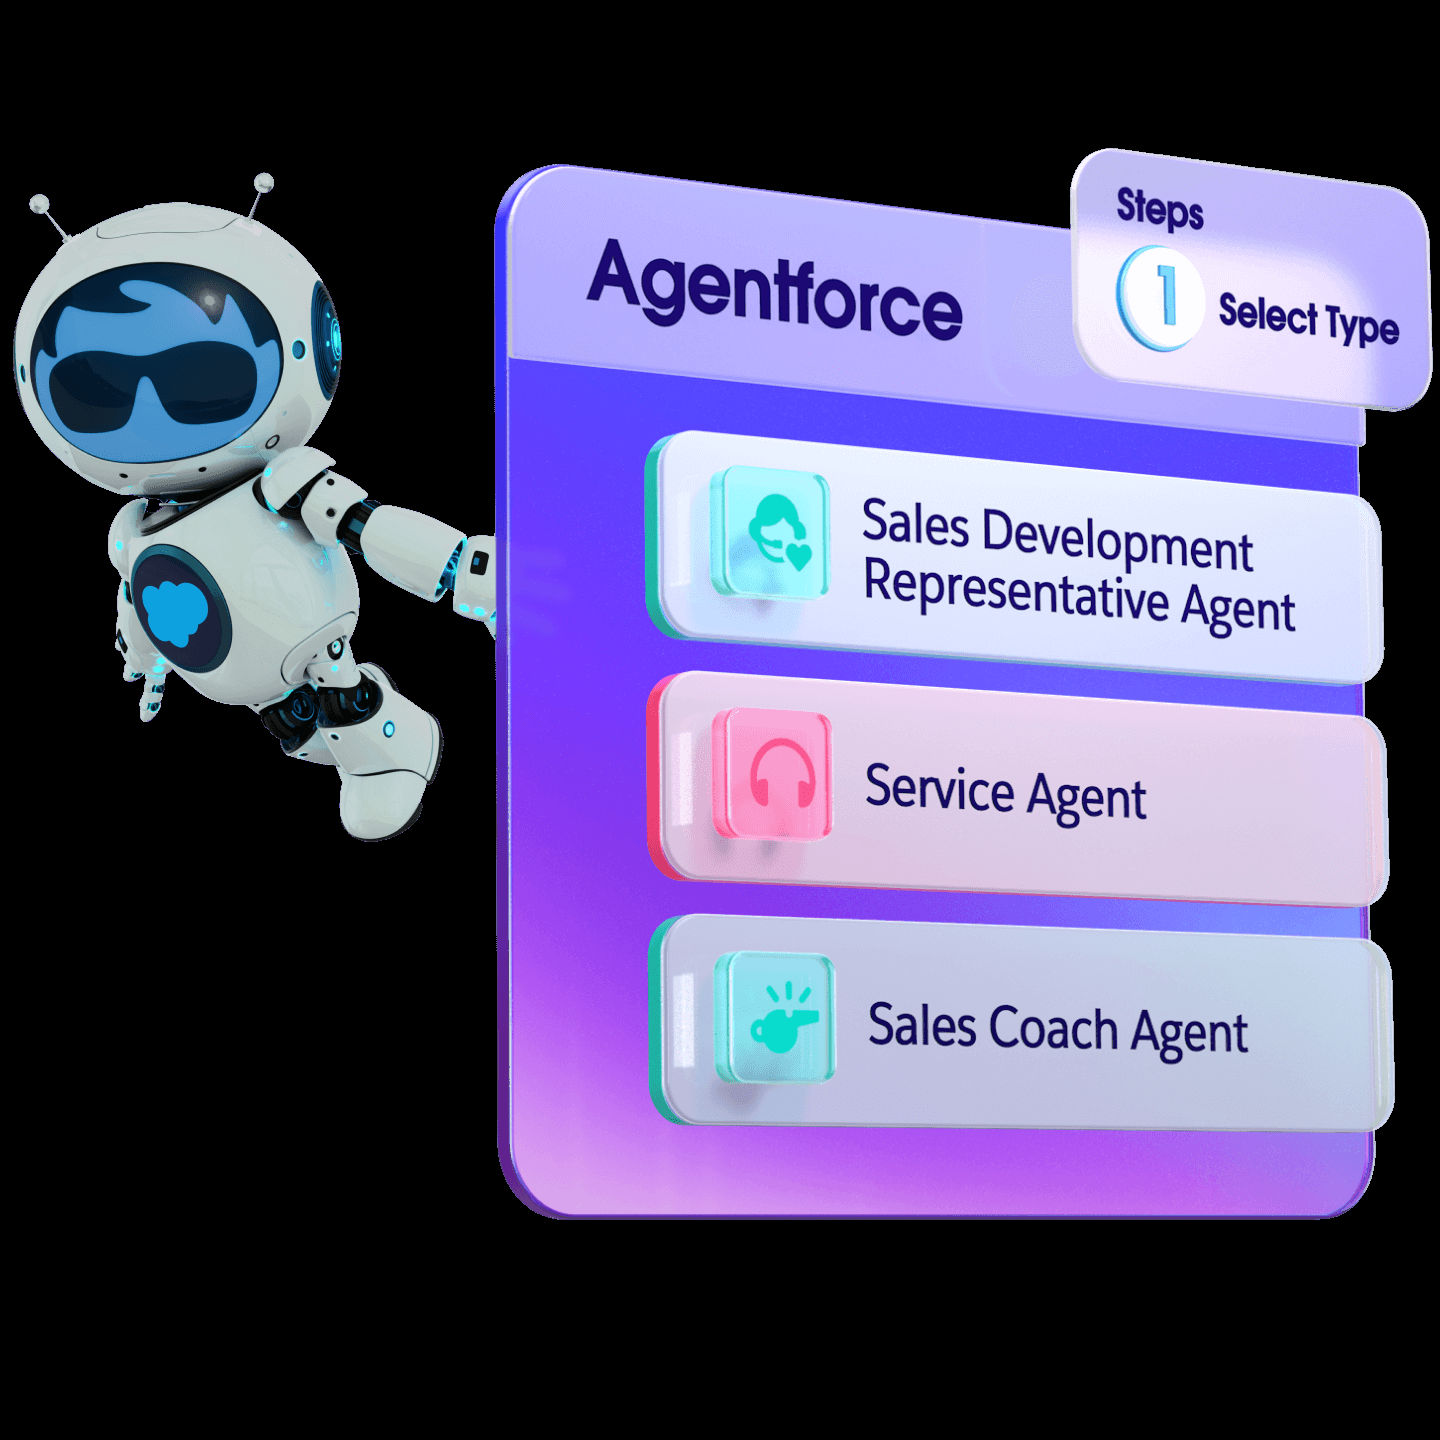 Agentforce
Steps
1
Select Type
Sales Development
Representative Agent
Service Agent
Sales Coach Agent